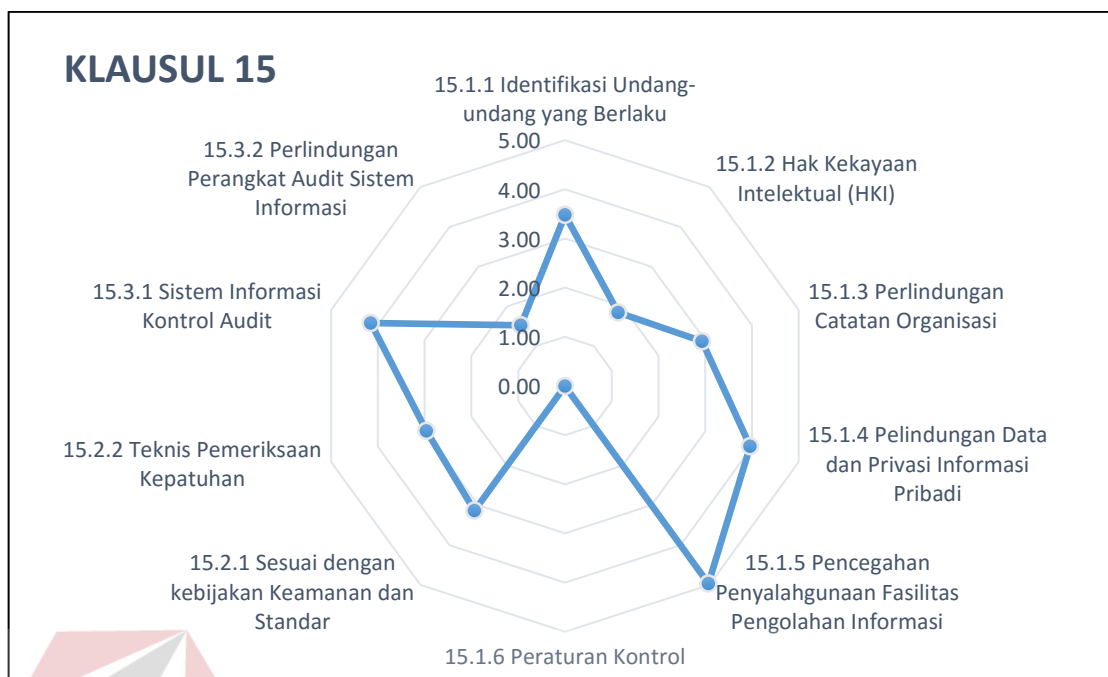 KLAUSUL 15
15.1.1 Identifikasi Undang-
undang yang Berlaku
15.1.2 Hak Kekayaan
Intelektual (HKI)
15.1.3 Perlindungan
Catatan Organisasi
15.1.4 Pelindungan Data
dan Privasi Informasi
Pribadi
15.1.5 Pencegahan
Penyalahgunaan Fasilitas
Pengolahan Informasi
15.1.6 Peraturan Kontrol
15.2.1 Sesuai dengan
kebijakan Keamanan dan
Standar
15.2.2 Teknis Pemeriksaan
Kepatuhan
15.3.1 Sistem Informasi
Kontrol Audit
15.3.2 Perlindungan
Perangkat Audit Sistem
Informasi
5.00
4.00
3.00
2.00
1.00
0.00